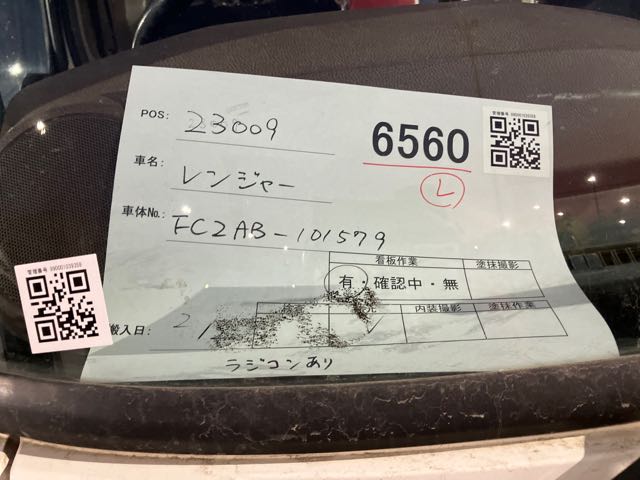 POS: 23009
6560
L
車名: レンジャー
車体No.: FC2AB-101579
看板作業 塗抹撮影
有・確認中・無
内装撮影 塗抹作業
搬入日: 2/
ラジコンあり